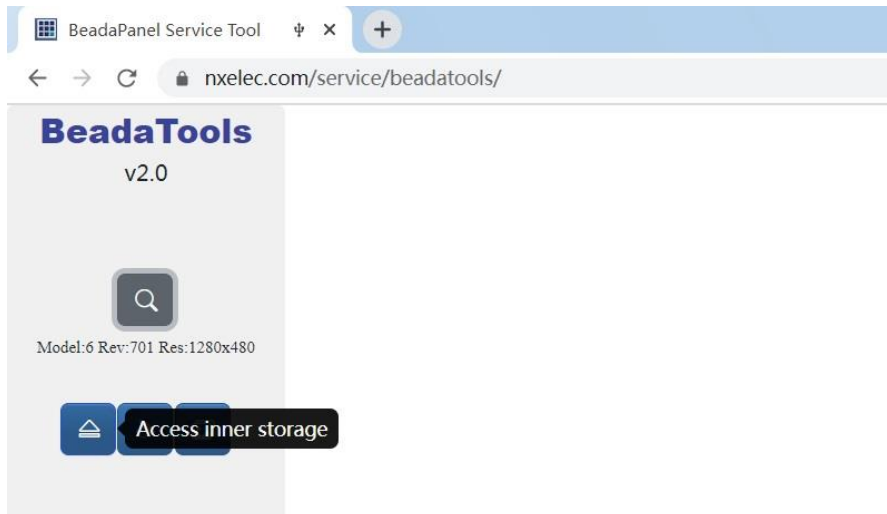 BeadaPanel Service Tool
nxelec.com/service/beadatools/
BeadaTools
v2.0
Model:6 Rev:701 Res:1280x480
Access inner storage